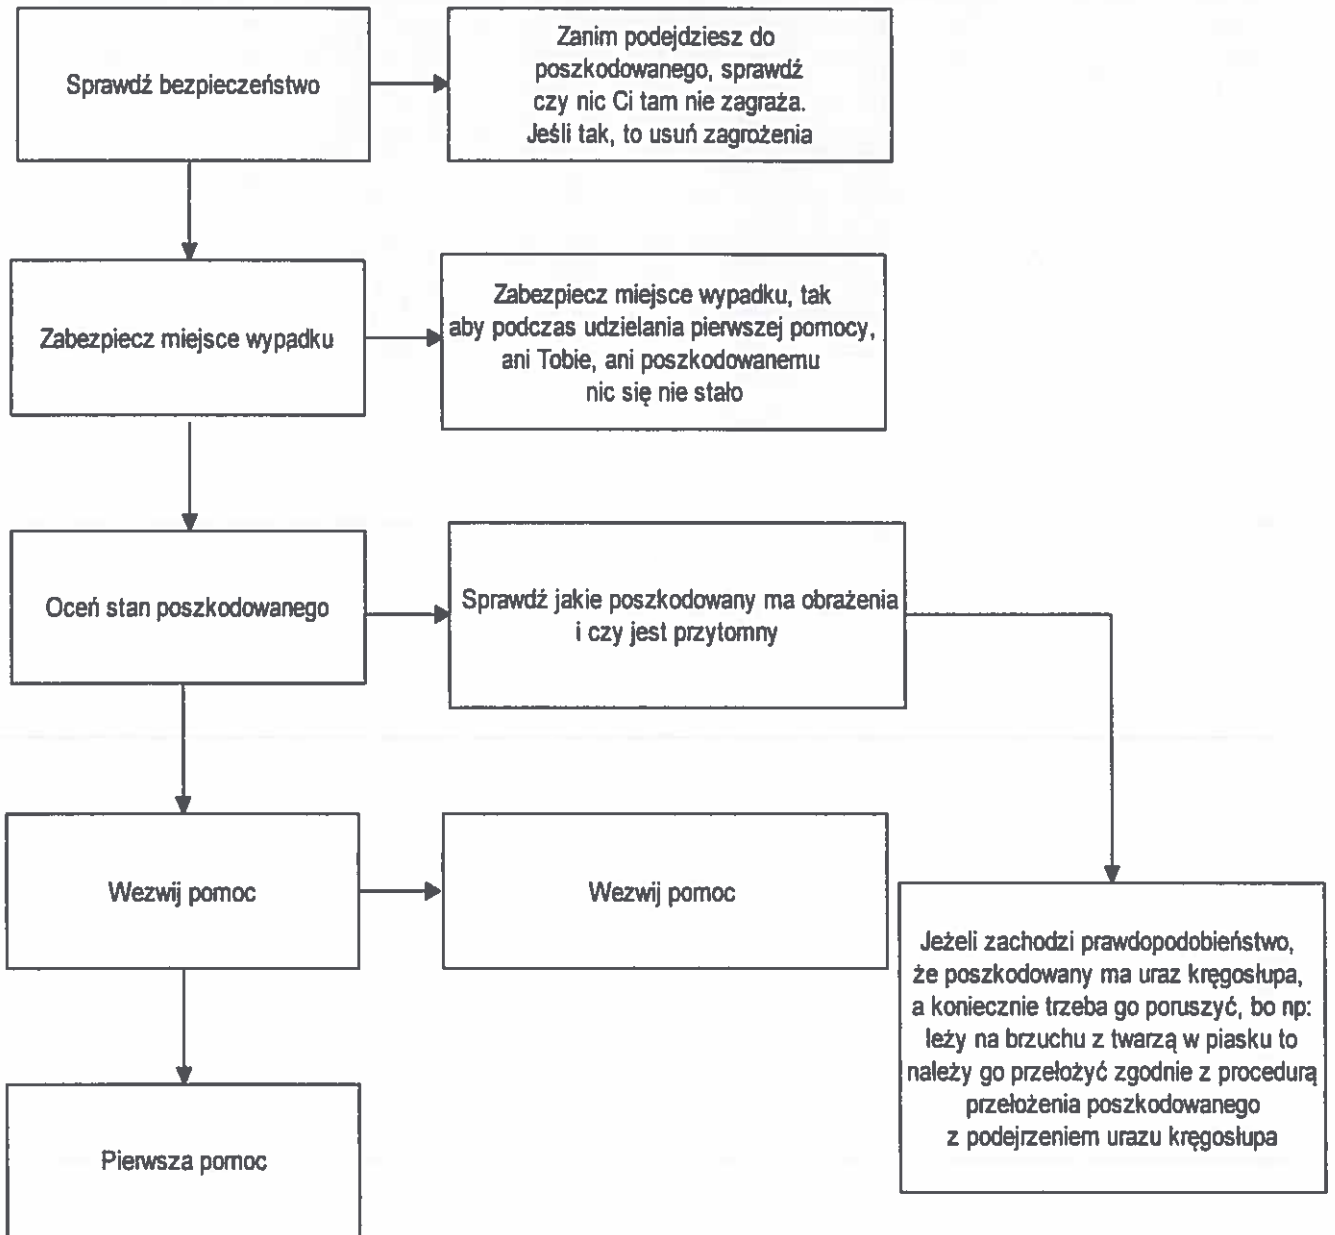 Sprawdź bezpieczeństwo
Zanim podejdziesz do
poszkodowanego, sprawdź
czy nic Ci tam nie zagraża.
Jeśli tak, to usuń zagrożenia
Zabezpiecz miejsce wypadku
Zabezpiecz miejsce wypadku, tak
aby podczas udzielania pierwszej pomocy,
ani Tobie, ani poszkodowanemu
nic się nie stało
Oceń stan poszkodowanego
Sprawdź jakie poszkodowany ma obrażenia
i czy jest przytomny
Wezwij pomoc
Wezwij pomoc
Jeżeli zachodzi prawdopodobieństwo,
że poszkodowany ma uraz kręgosłupa,
a koniecznie trzeba go poruszyć, bo np:
leży na brzuchu z twarzą w piasku to
należy go przełożyć zgodnie z procedurą
przełożenia poszkodowanego
z podejrzeniem urazu kręgosłupa
Pierwsza pomoc